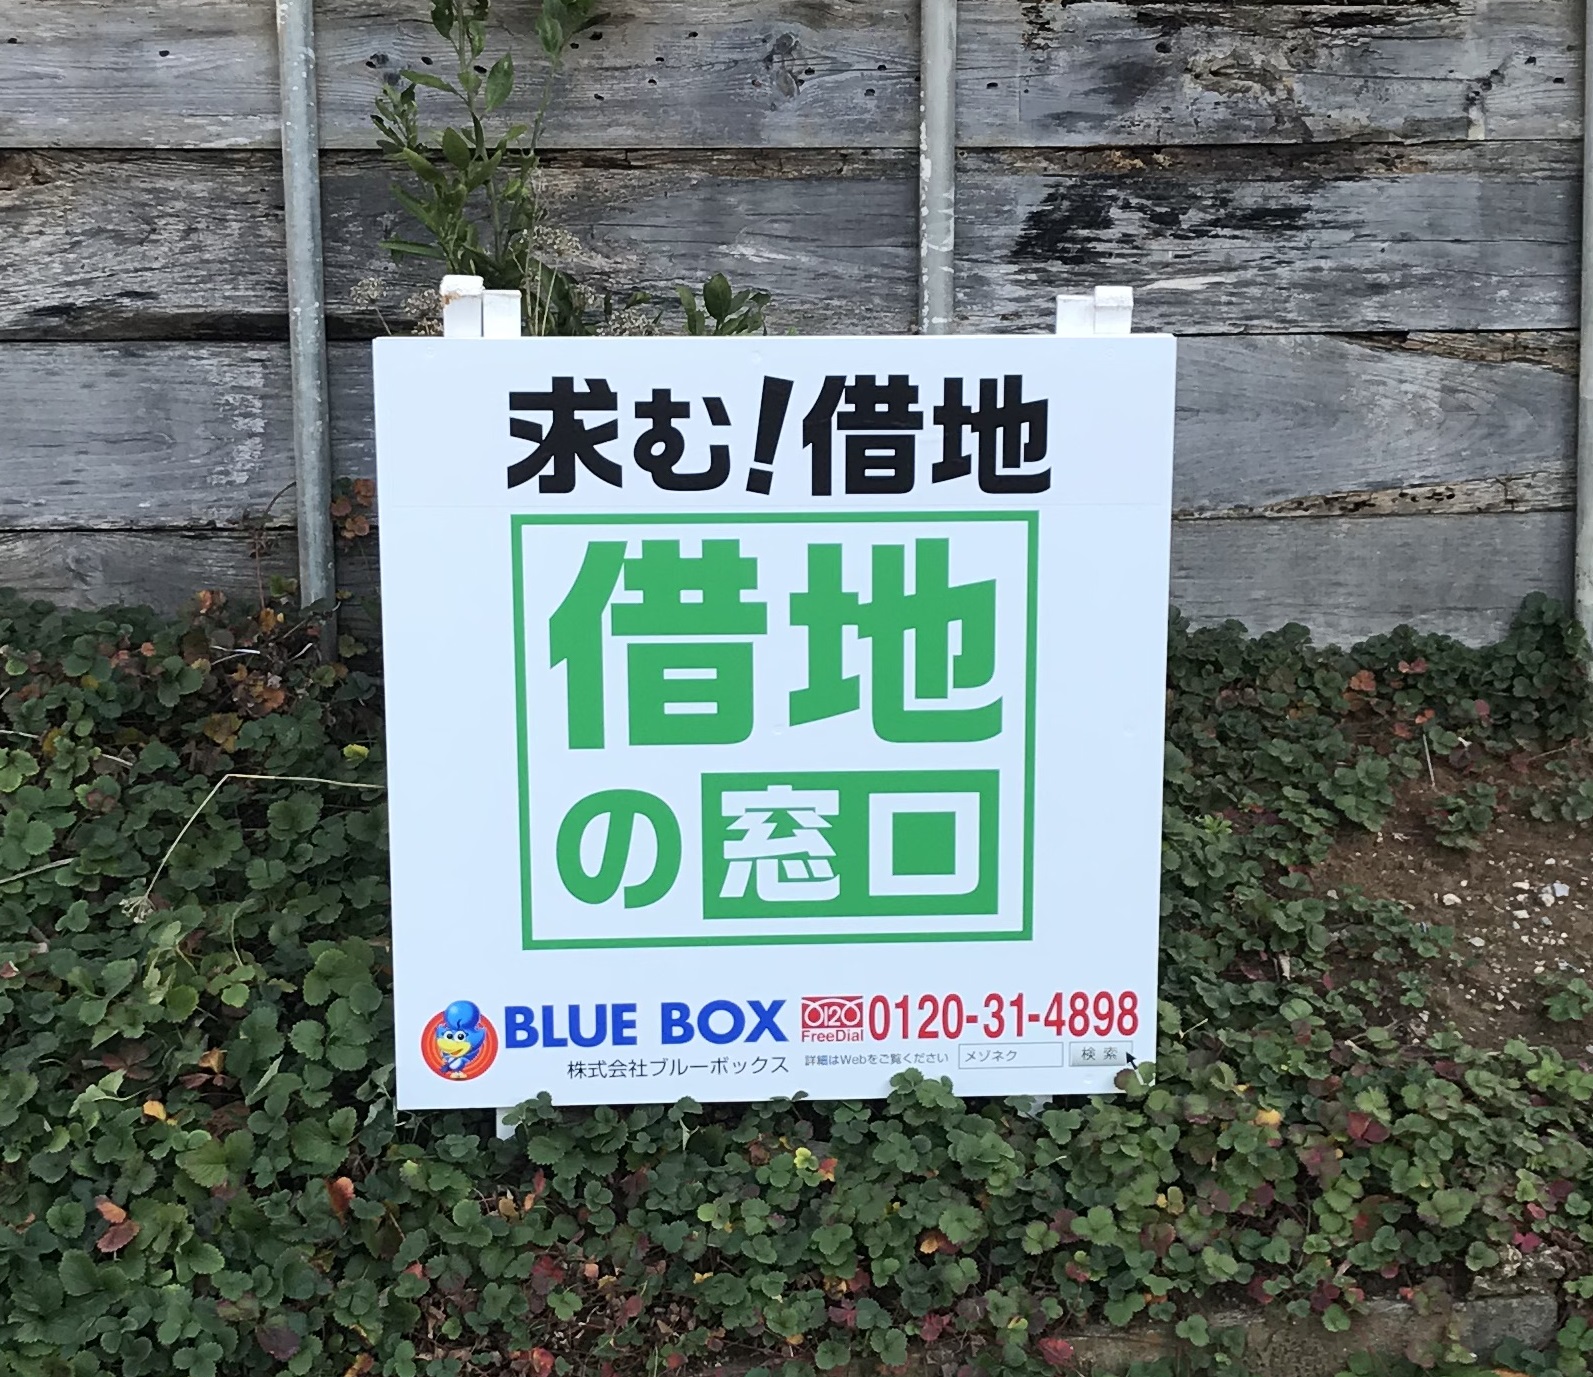 求む!借地
借地
の窓口
BLUE BOX
株式会社ブルーボックス
0120
FreeDial
0120-31-4898
詳細はWebをご覧ください メゾネク 検索